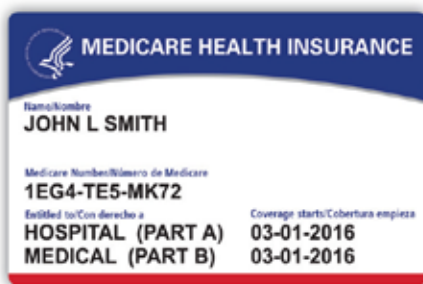 MEDICARE HEALTH INSURANCE
Name/Nombre
JOHN L SMITH
Medicare Number/Número de Medicare
1EG4-TE5-MK72
Entitled to/Con derecho a Coverage starts/Cobertura empieza
HOSPITAL (PART A) 03-01-2016
MEDICAL (PART B) 03-01-2016